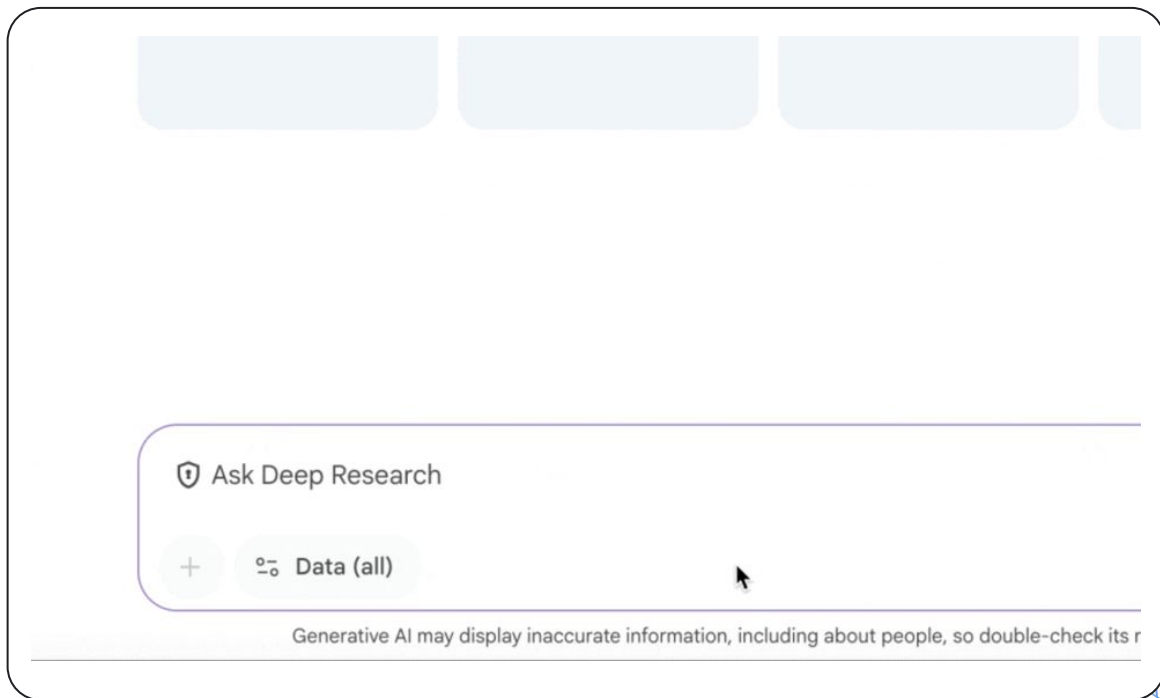 Ask Deep Research
Data (all)
Generative AI may display inaccurate information, including about people, so double-check its